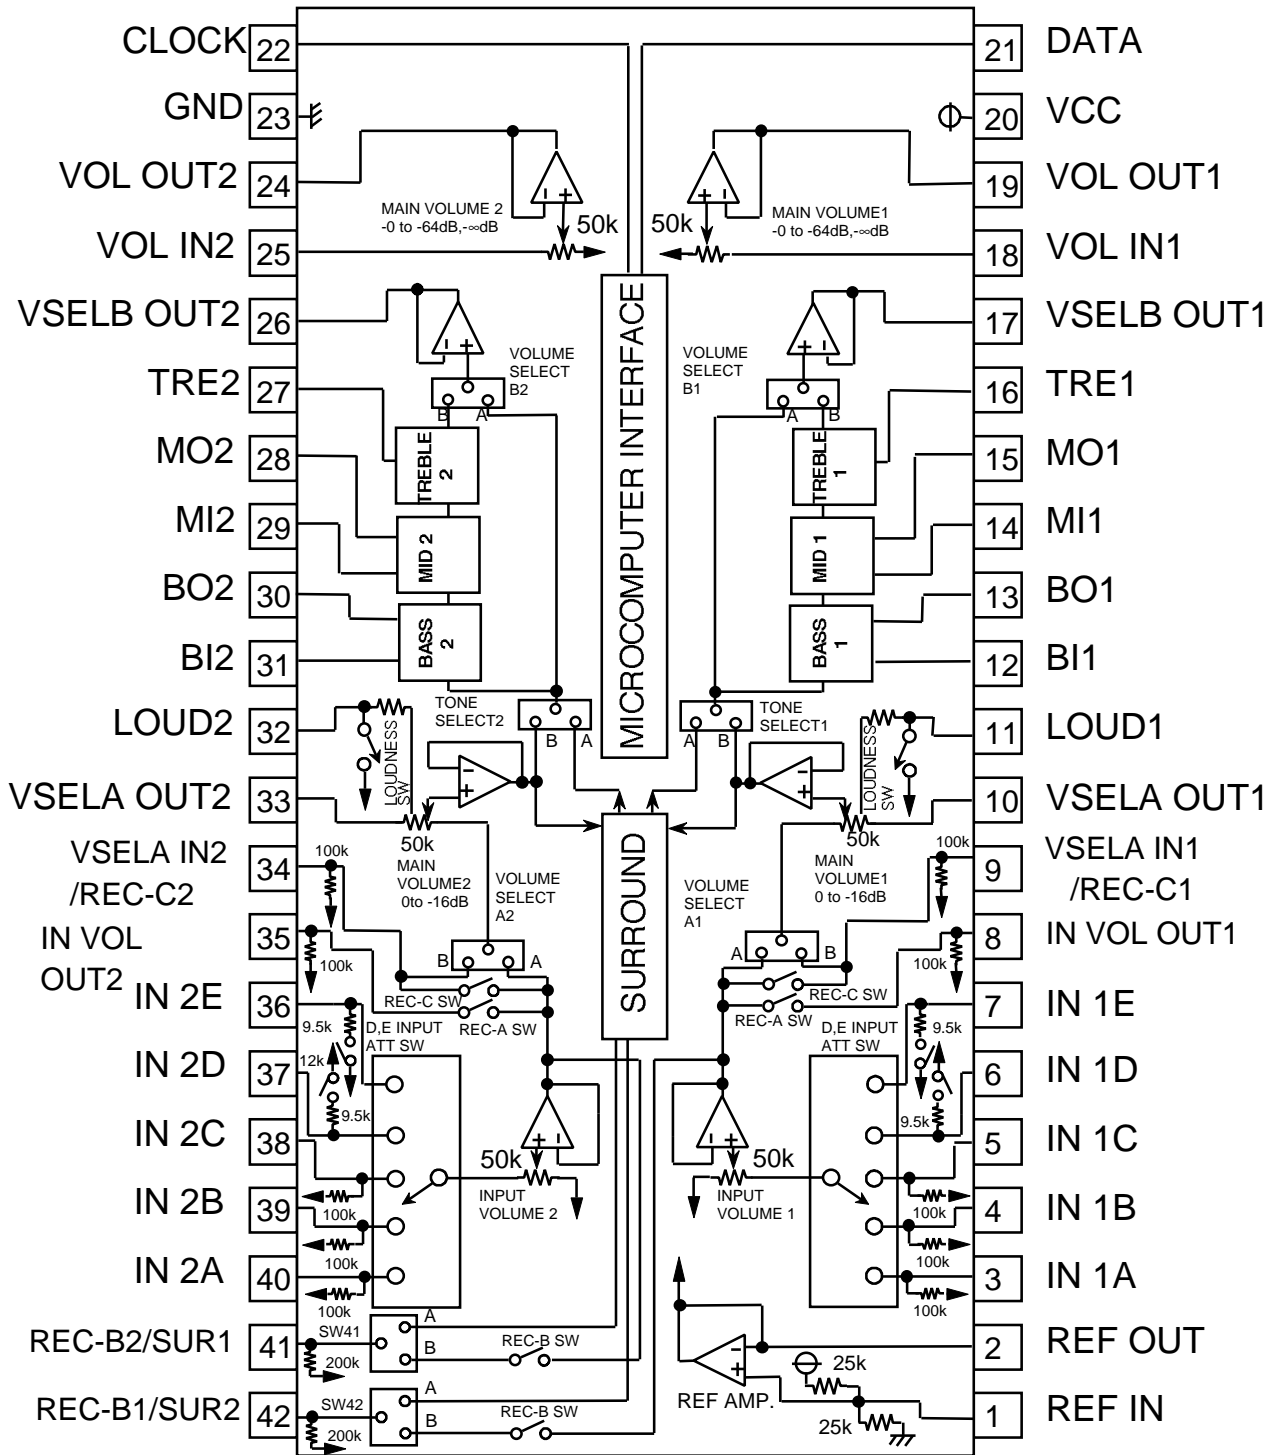 CLOCK 22 21 DATA
GND 23 20 VCC
VOL OUT2 24 19 VOL OUT1
MAIN VOLUME 2
-0 to -64dB,-∞dB
50k
50k
MAIN VOLUME1
-0 to -64dB,-∞dB
VOL IN2 25 18 VOL IN1
VSELB OUT2 26 17 VSELB OUT1
VOLUME
SELECT
B2
VOLUME
SELECT
B1
B A
A B
TRE2 27 16 TRE1
MO2 28 15 MO1
MI2 29 14 MI1
BO2 30 13 BO1
BI2 31 12 BI1
TREBLE
2
MID 2
BASS
2
TREBLE
1
MID 1
BASS
1
MICROCOMPUTER INTERFACE
TONE
SELECT2
B A
A B
TONE
SELECT1
LOUD2 32 11 LOUD1
LOUDNESS
SW
LOUDNESS
SW
VSELA OUT2 33 10 VSELA OUT1
50k
50k
VSELA IN2
/REC-C2
34
100k
MAIN
VOLUME2
0to -16dB
VOLUME
SELECT
A2
VOLUME
SELECT
A1
MAIN
VOLUME1
0 to -16dB
100k
9
VSELA IN1
/REC-C1
SURROUND
IN VOL
OUT2
35
100k
B A
A B
100k
8 IN VOL OUT1
REC-C SW
REC-A SW
REC-C SW
REC-A SW
IN 2E 36 7 IN 1E
9.5k
D,E INPUT
ATT SW
D,E INPUT
ATT SW
9.5k
12k
IN 2D 37 6 IN 1D
9.5k
9.5k
IN 2C 38 5 IN 1C
50k
50k
100k
100k
IN 2B 39 4 IN 1B
INPUT
VOLUME 2
INPUT
VOLUME 1
100k
100k
IN 2A 40 3 IN 1A
100k
100k
REC-B2/SUR1 41 2 REF OUT
SW41
200k
A
B
REC-B SW
25k
REF AMP.
REC-B1/SUR2 42 1 REF IN
SW42
200k
A
B
REC-B SW
25k